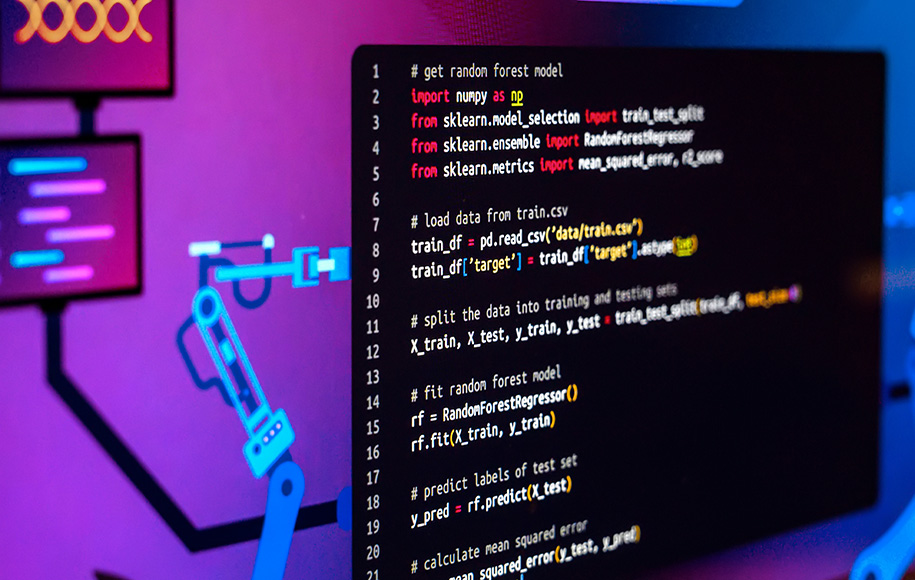 1 # get random forest model
2 import numpy as np
3 from sklearn.model_selection import train_test_split
4 from sklearn.ensemble import RandomForestRegressor
5 from sklearn.metrics import mean_squared_error, r2_score
6
7 # load data from train.csv
8 train_df = pd.read_csv('data/train.csv')
9 train_df['target'] = train_df['target'].astype(int)
10
11 # split the data into training and testing sets
12 X_train, X_test, y_train, y_test = train_test_split(train_df,
13
14 # fit random forest model
15 rf = RandomForestRegressor()
16 rf.fit(X_train, y_train)
17
18 # predict labels of test set
19 y_pred = rf.predict(X_test)
20 # calculate mean squared error
21 mean_squared_error(y_test, y_pred)